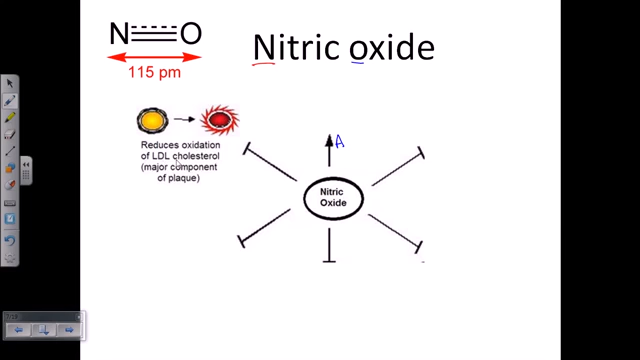 N O
Nitric oxide
115 pm
Reduces oxidation
of LDL cholesterol
(major component
of plaque)
A
Nitric
Oxide